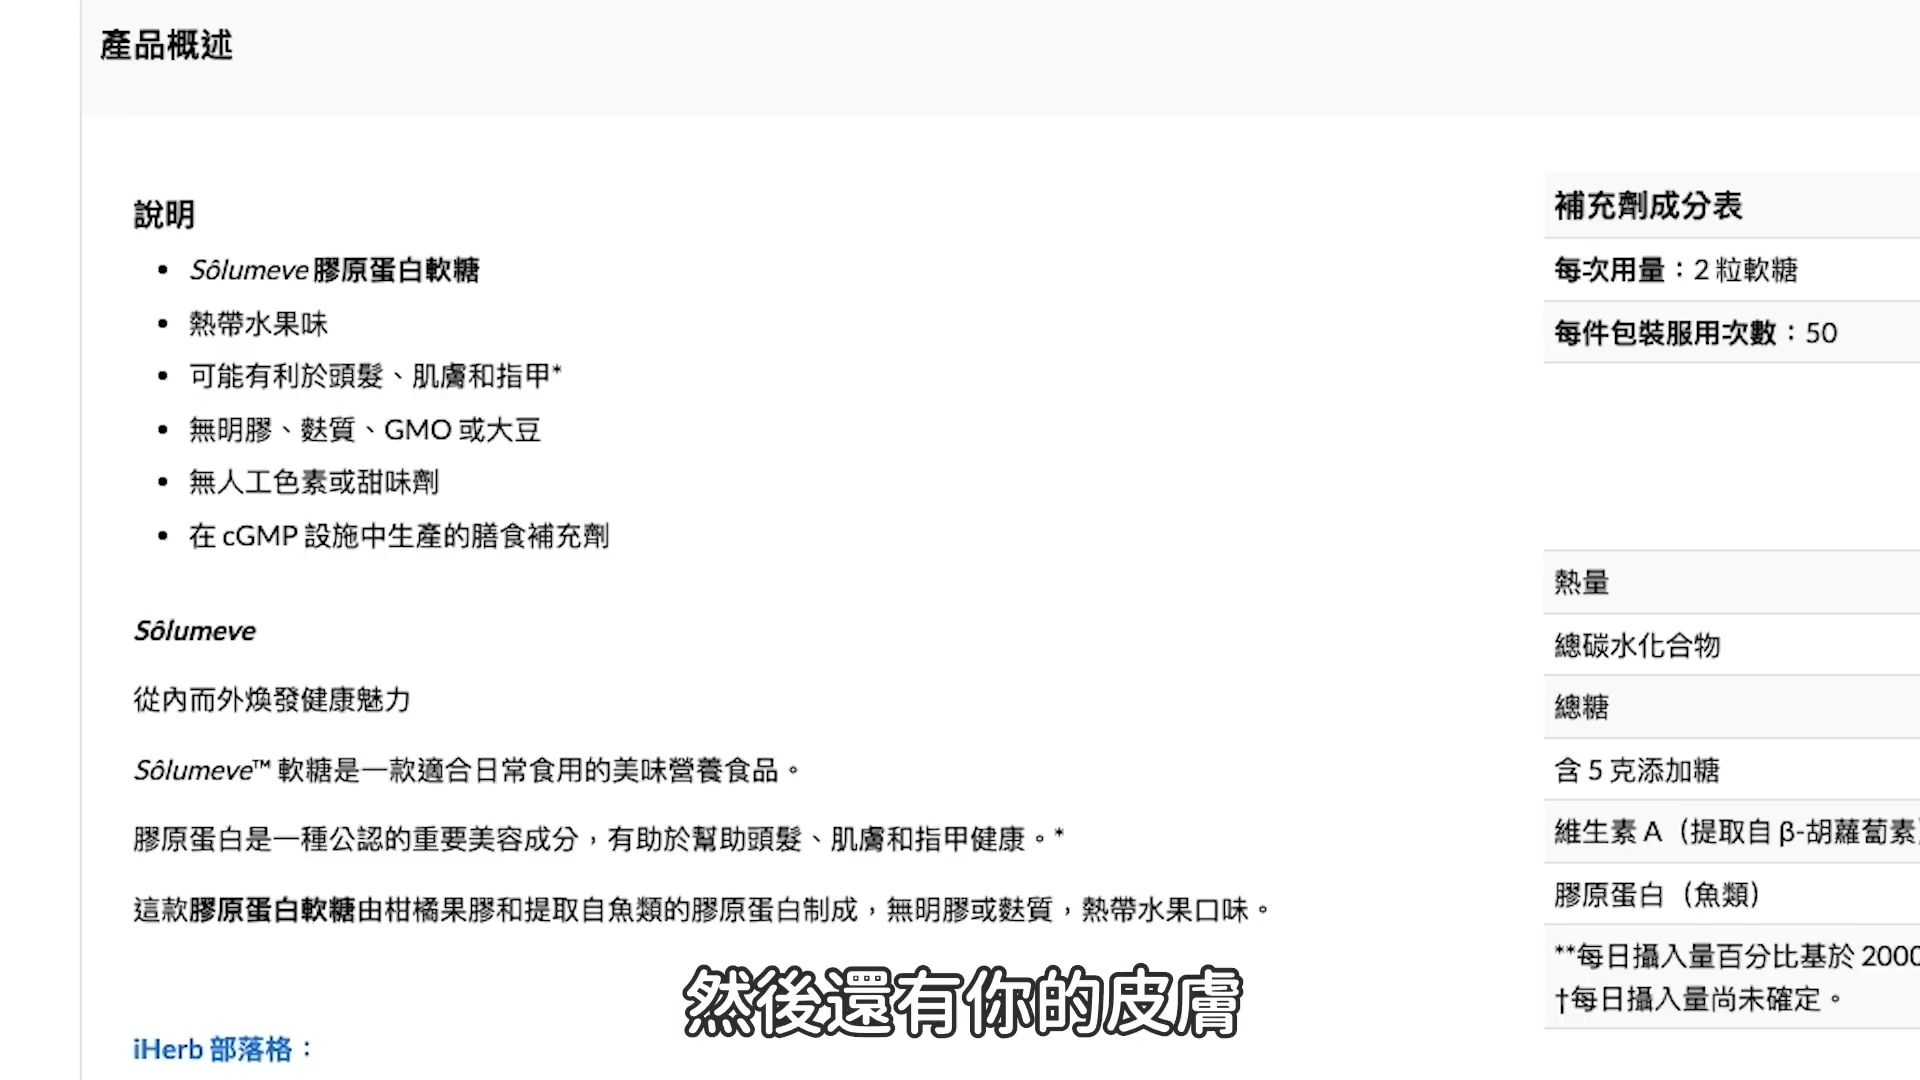 產品概述
說明
Sôlumeve 膠原蛋白軟糖
熱帶水果味
可能有利於頭髮、肌膚和指甲*
無明膠、麩質、GMO 或大豆
無人工色素或甜味劑
在 cGMP 設施中生產的膳食補充劑
Sôlumeve
從內而外煥發健康魅力
Sôlumeve™ 軟糖是一款適合日常食用的美味營養食品。
膠原蛋白是一種公認的重要美容成分，有助於幫助頭髮、肌膚和指甲健康。*
這款膠原蛋白軟糖由柑橘果膠和提取自魚類的膠原蛋白制成，無明膠或麩質，熱帶水果口味。
iHerb 部落格：
補充劑成分表
每次用量：2 粒軟糖
每件包裝服用次數：50
熱量
總碳水化合物
總糖
含 5 克添加糖
維生素 A（提取自 β-胡蘿蔔素）
膠原蛋白（魚類）
**每日攝入量百分比基於 2000
†每日攝入量尚未確定。
然後還有你的皮膚